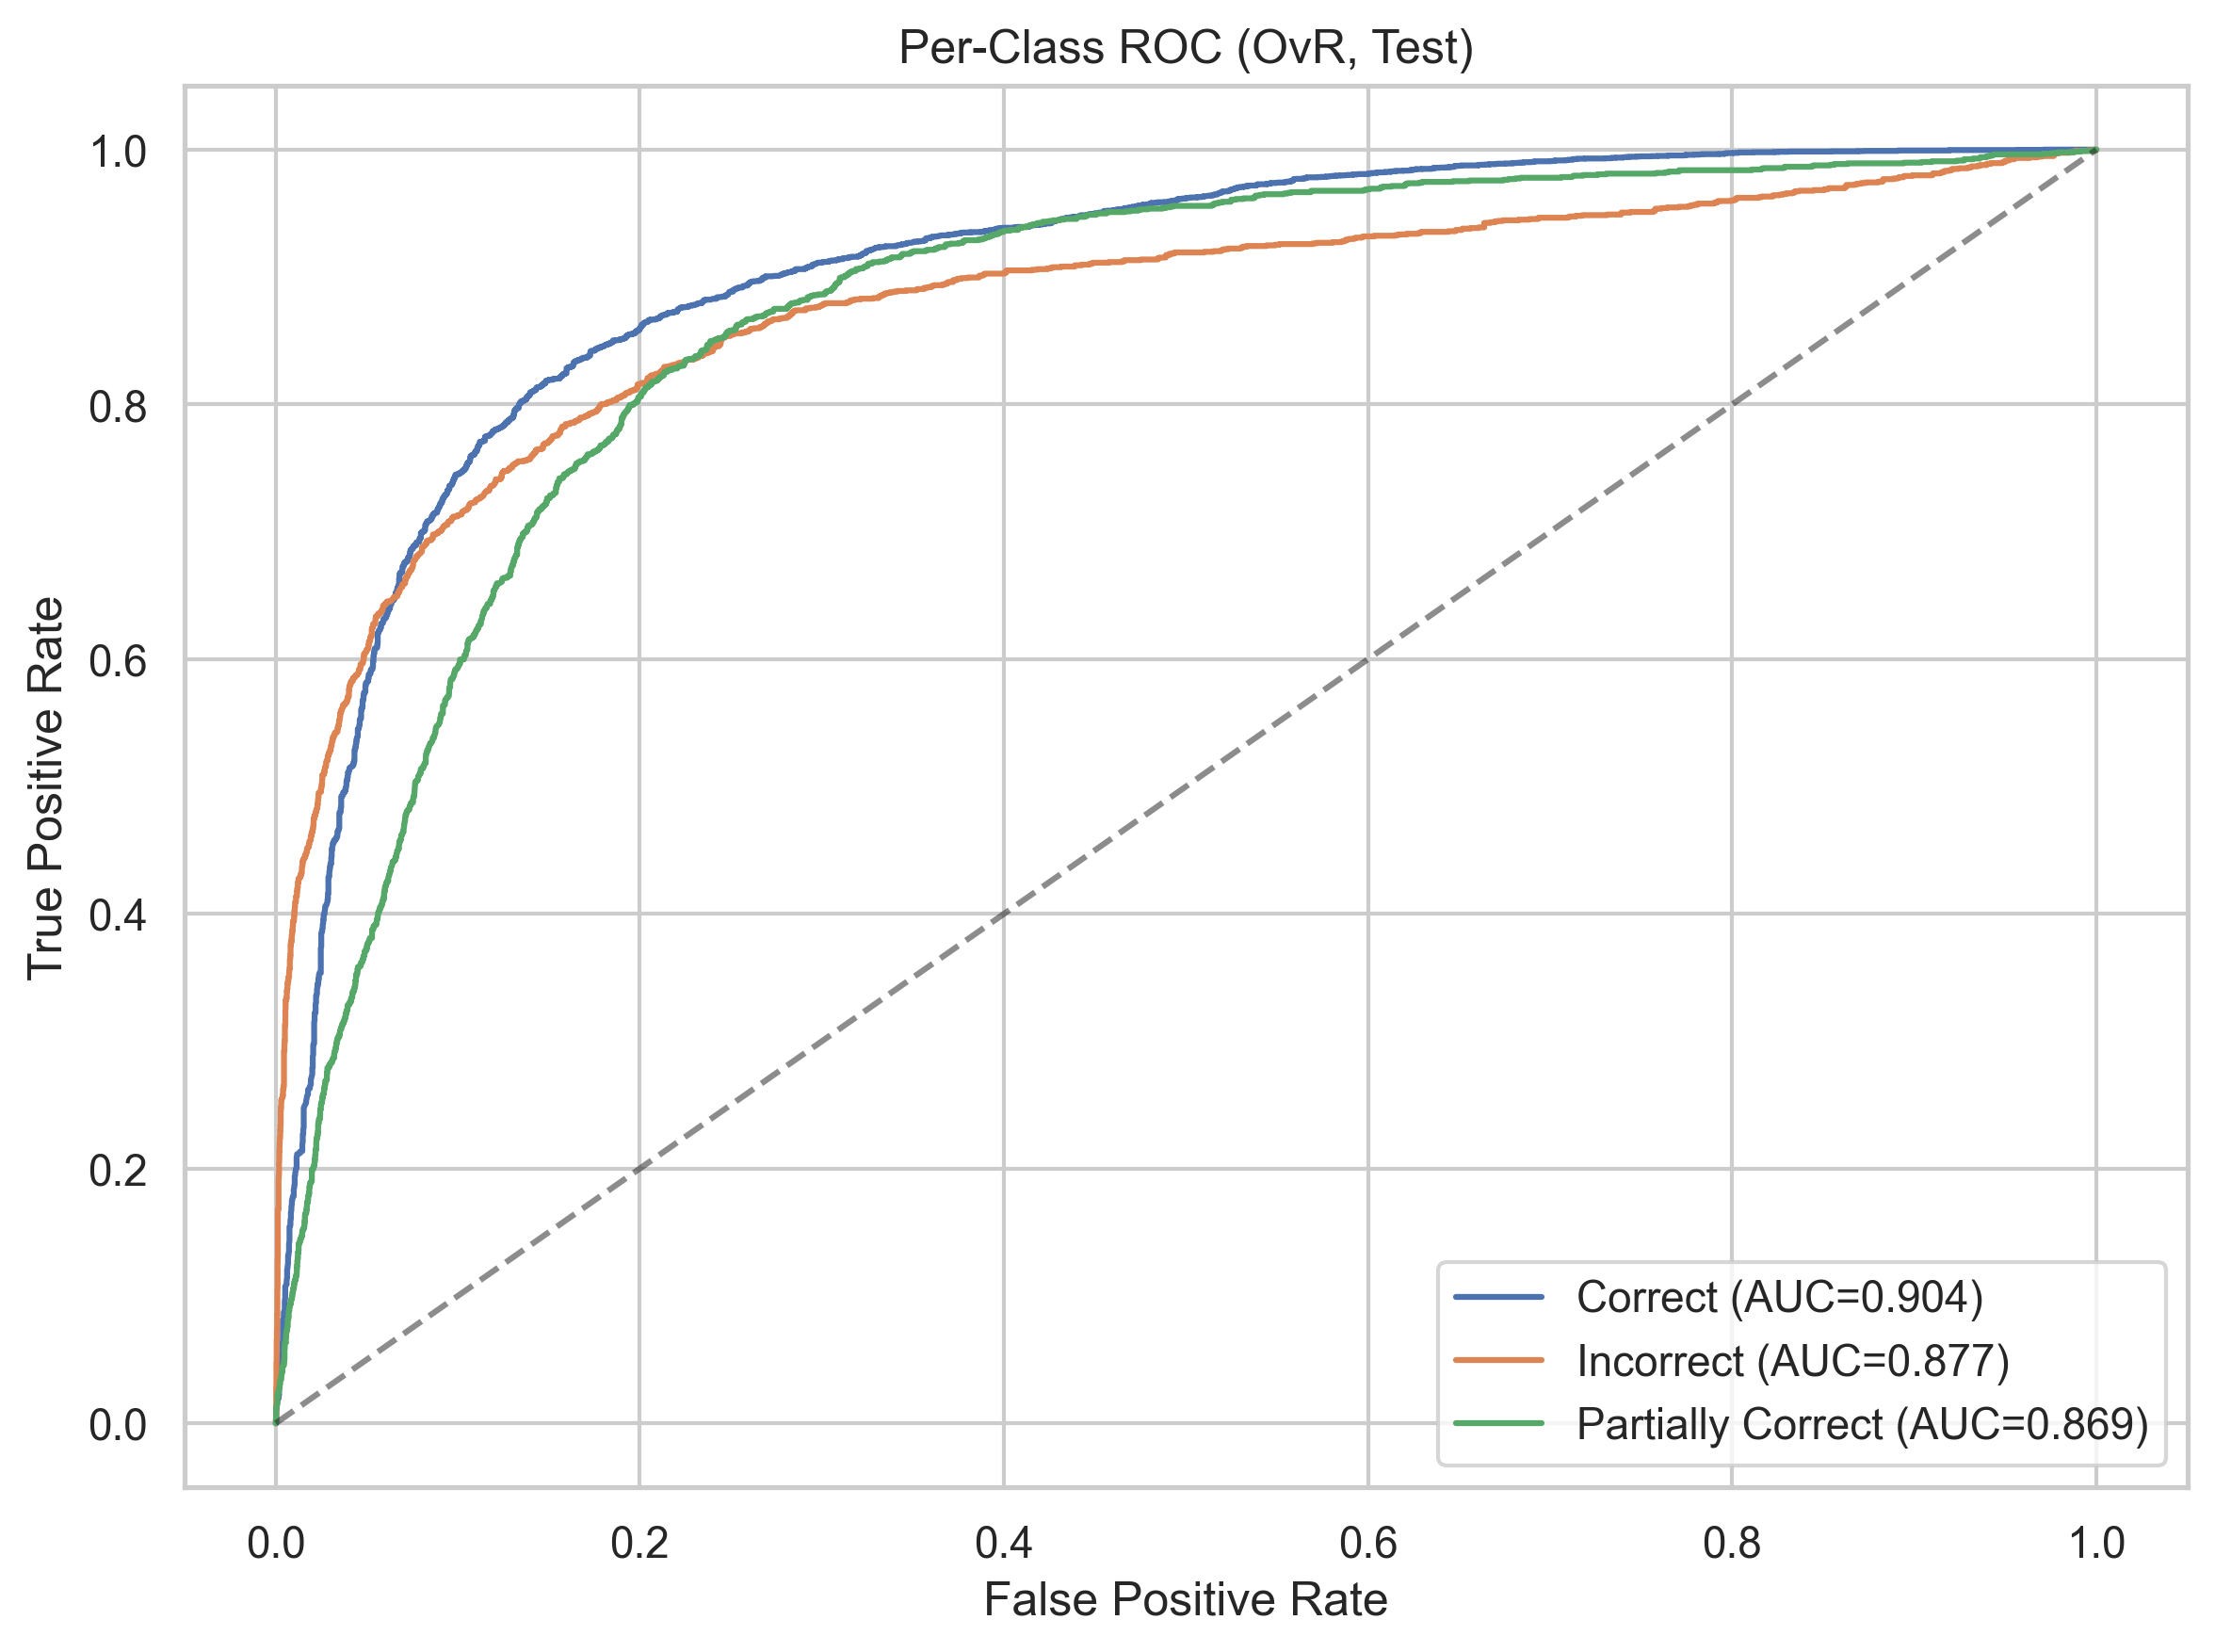 Per-Class ROC (OvR, Test)
True Positive Rate
1.0
0.8
0.6
0.4
0.2
0.0
Correct (AUC=0.904)
Incorrect (AUC=0.877)
Partially Correct (AUC=0.869)
0.0 0.2 0.4 0.6 0.8 1.0
False Positive Rate